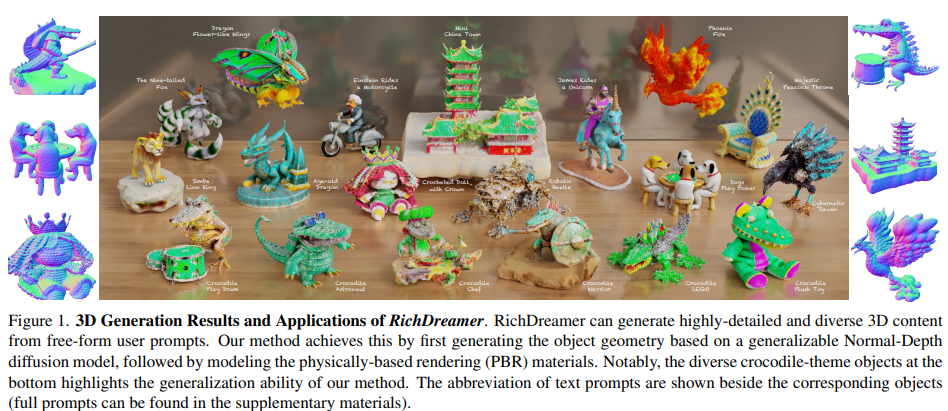 Dragon
Flower-like Wings
Mini
China Town
Phoenix
Fire
The Nine-tailed
Fox
Einstein Rides
a Motorcycle
James Rides
a Unicorn
Majestic
Peacock Throne
Simba
Lion King
Age-old
Dragon
Crocheted Doll
with Crown
Robotic
Beetle
Dogs
Play Poker
Cybernetic
Raven
Crocodile
Play Drum
Crocodile
Astronaut
Crocodile
Chef
Crocodile
Warrior
Crocodile
LEGO
Crocodile
Plush Toy
Figure 1. 3D Generation Results and Applications of RichDreamer. RichDreamer can generate highly-detailed and diverse 3D content
from free-form user prompts. Our method achieves this by first generating the object geometry based on a generalizable Normal-Depth
diffusion model, followed by modeling the physically-based rendering (PBR) materials. Notably, the diverse crocodile-theme objects at the
bottom highlights the generalization ability of our method. The abbreviation of text prompts are shown beside the corresponding objects
(full prompts can be found in the supplementary materials).